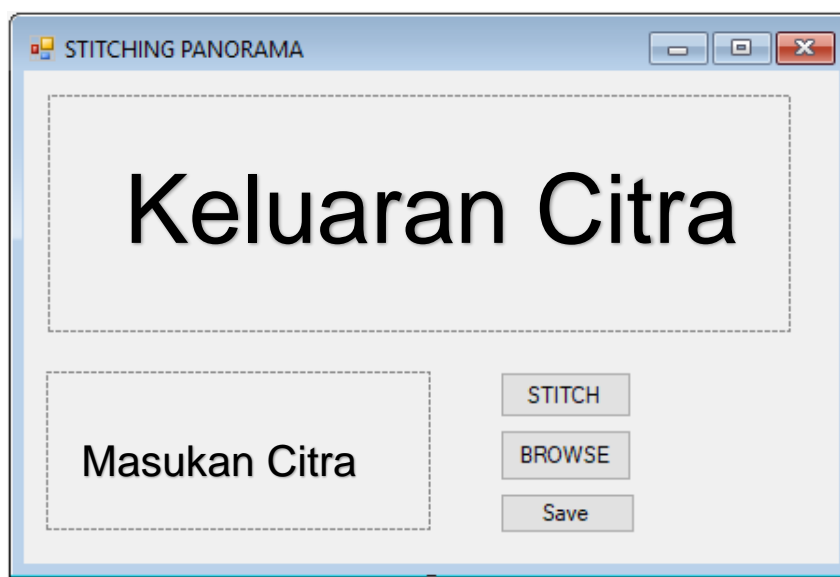 STITCHING PANORAMA
Keluaran Citra
Masukan Citra
STITCH
BROWSE
Save